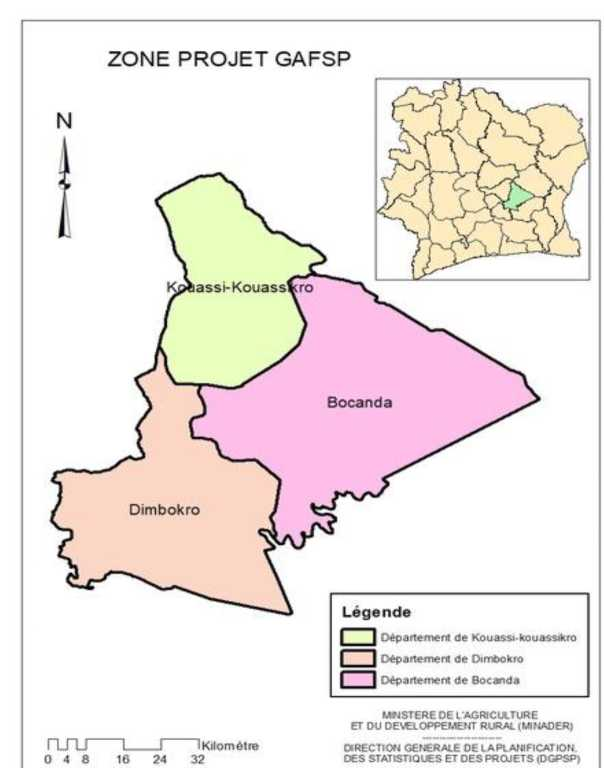 ZONE PROJET GAFSP
N
Kouassi-Kouassikro
Bocanda
Dimbokro
Légende
Département de Kouassi-kouassikro
Département de Dimbokro
Département de Bocanda
MINSTERE DE L'AGRICULTURE
ET DU DEVELOPPEMENT RURAL (MINADER)
--------------------
DIRECTION GENERALE DE LA PLANIFICATION,
DES STATISTIQUES ET DES PROJETS (DGPSP)
Kilomètre
0 4 8 16 24 32